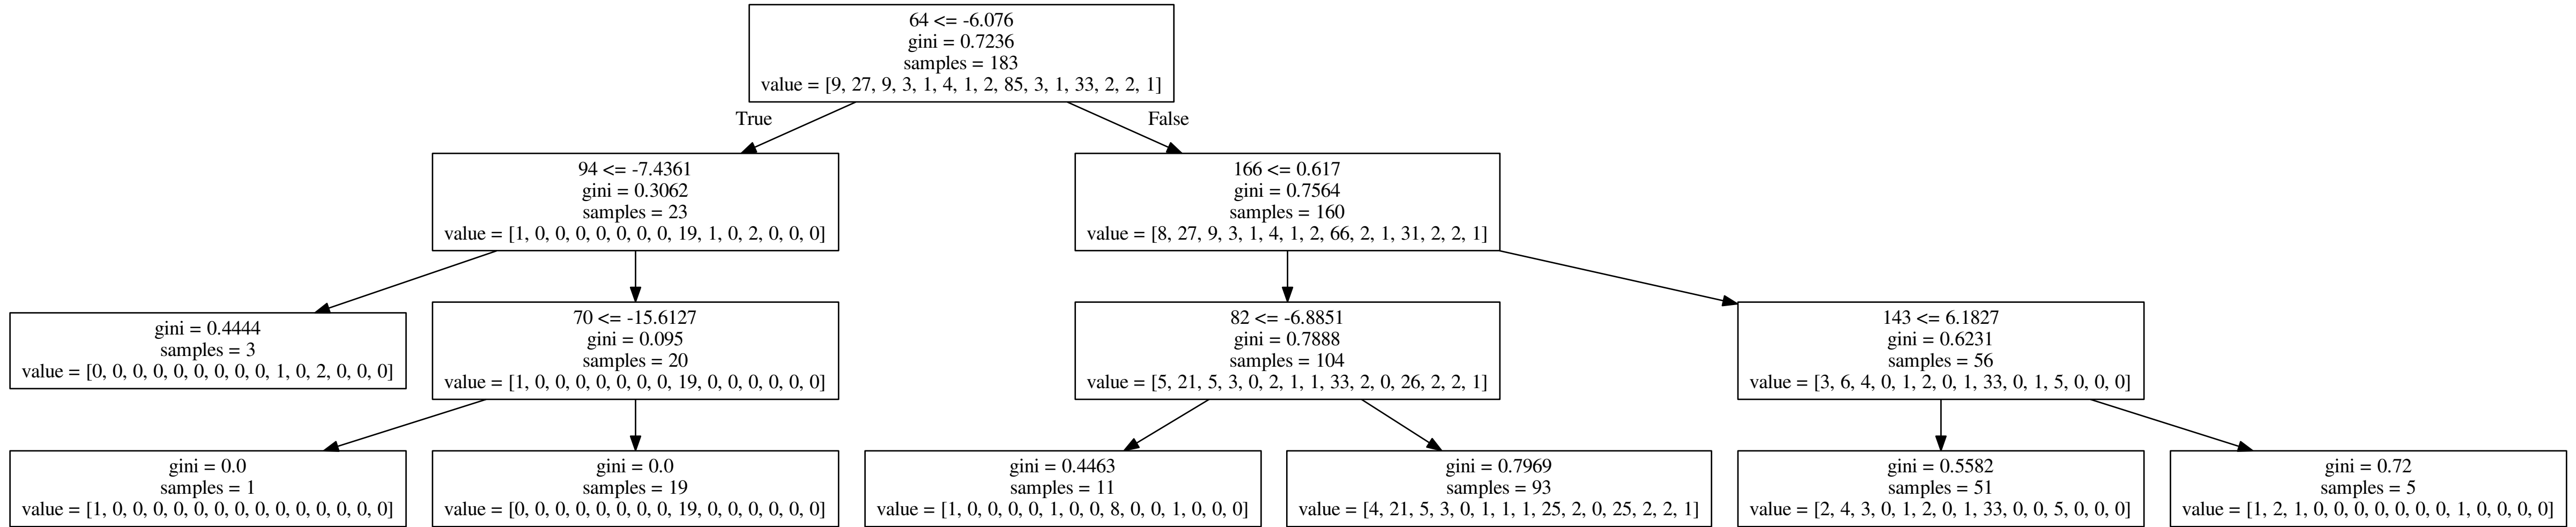 64 <= -6.076
gini = 0.7236
samples = 183
value = [9, 27, 9, 3, 1, 4, 1, 2, 85, 3, 1, 33, 2, 2, 1]
True
False
94 <= -7.4361
gini = 0.3062
samples = 23
value = [1, 0, 0, 0, 0, 0, 0, 0, 19, 1, 0, 2, 0, 0, 0]
166 <= 0.617
gini = 0.7564
samples = 160
value = [8, 27, 9, 3, 1, 4, 1, 2, 66, 2, 1, 31, 2, 2, 1]
gini = 0.4444
samples = 3
value = [0, 0, 0, 0, 0, 0, 0, 0, 0, 1, 0, 2, 0, 0, 0]
70 <= -15.6127
gini = 0.095
samples = 20
value = [1, 0, 0, 0, 0, 0, 0, 0, 19, 0, 0, 0, 0, 0, 0]
82 <= -6.8851
gini = 0.7888
samples = 104
value = [5, 21, 5, 3, 0, 2, 1, 1, 33, 2, 0, 26, 2, 2, 1]
143 <= 6.1827
gini = 0.6231
samples = 56
value = [3, 6, 4, 0, 1, 2, 0, 1, 33, 0, 1, 5, 0, 0, 0]
gini = 0.0
samples = 1
value = [1, 0, 0, 0, 0, 0, 0, 0, 0, 0, 0, 0, 0, 0, 0]
gini = 0.0
samples = 19
value = [0, 0, 0, 0, 0, 0, 0, 0, 19, 0, 0, 0, 0, 0, 0]
gini = 0.4463
samples = 11
value = [1, 0, 0, 0, 0, 1, 0, 0, 8, 0, 0, 1, 0, 0, 0]
gini = 0.7969
samples = 93
value = [4, 21, 5, 3, 0, 1, 1, 1, 25, 2, 0, 25, 2, 2, 1]
gini = 0.5582
samples = 51
value = [2, 4, 3, 0, 1, 2, 0, 1, 33, 0, 0, 5, 0, 0, 0]
gini = 0.72
samples = 5
value = [1, 2, 1, 0, 0, 0, 0, 0, 0, 0, 1, 0, 0, 0, 0]